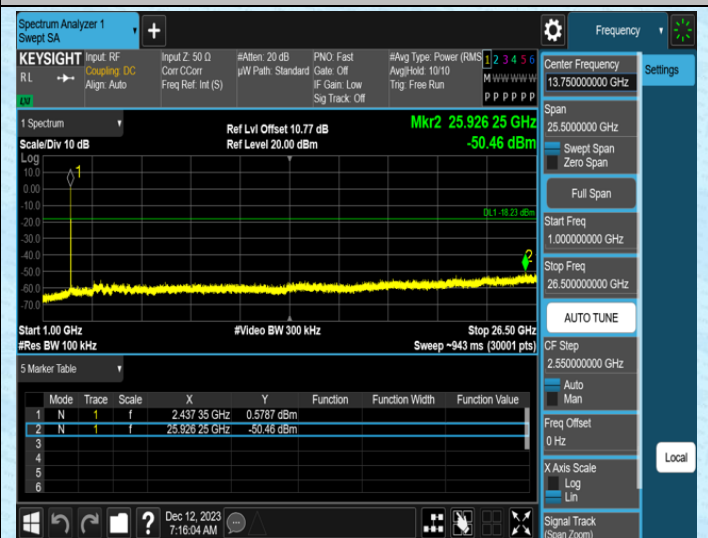 Spectrum Analyzer 1
Swept SA
Frequency
KEYSIGHT
RL
Input: RF
Coupling: DC
Align: Auto
Input Z: 50 Ω
Corr CCorr
Freq Ref: Int (S)
#Atten: 20 dB
µW Path: Standard
PNO: Fast
Gate: Off
IF Gain: Low
Sig Track: Off
#Avg Type: Power (RMS
Avg|Hold: 10/10
Trig: Free Run
1 2 3 4 5 6
M W W W W W
P P P P P P
Settings
Center Frequency
13.750000000 GHz
Span
25.5000000 GHz
Swept Span
Zero Span
Full Span
Start Freq
1.000000000 GHz
Stop Freq
26.500000000 GHz
AUTO TUNE
CF Step
2.550000000 GHz
Auto
Man
Freq Offset
0 Hz
X Axis Scale
Log
Lin
Signal Track
(Span Zoom)
Local
1 Spectrum
Scale/Div 10 dB
Ref Lvl Offset 10.77 dB
Ref Level 20.00 dBm
Mkr2 25.926 25 GHz
-50.46 dBm
Log
10.0
0.00
-10.0
-20.0
-30.0
-40.0
-50.0
-60.0
-70.0
1
DL1 -18.23 dBm
2
Start 1.00 GHz
#Res BW 100 kHz
#Video BW 300 kHz
Stop 26.50 GHz
Sweep ~943 ms (30001 pts)
5 Marker Table
Mode Trace Scale X Y Function Function Width Function Value
1 N 1 f 2.437 35 GHz 0.5787 dBm
2 N 1 f 25.926 25 GHz -50.46 dBm
3
4
5
6
Dec 12, 2023
7:16:04 AM